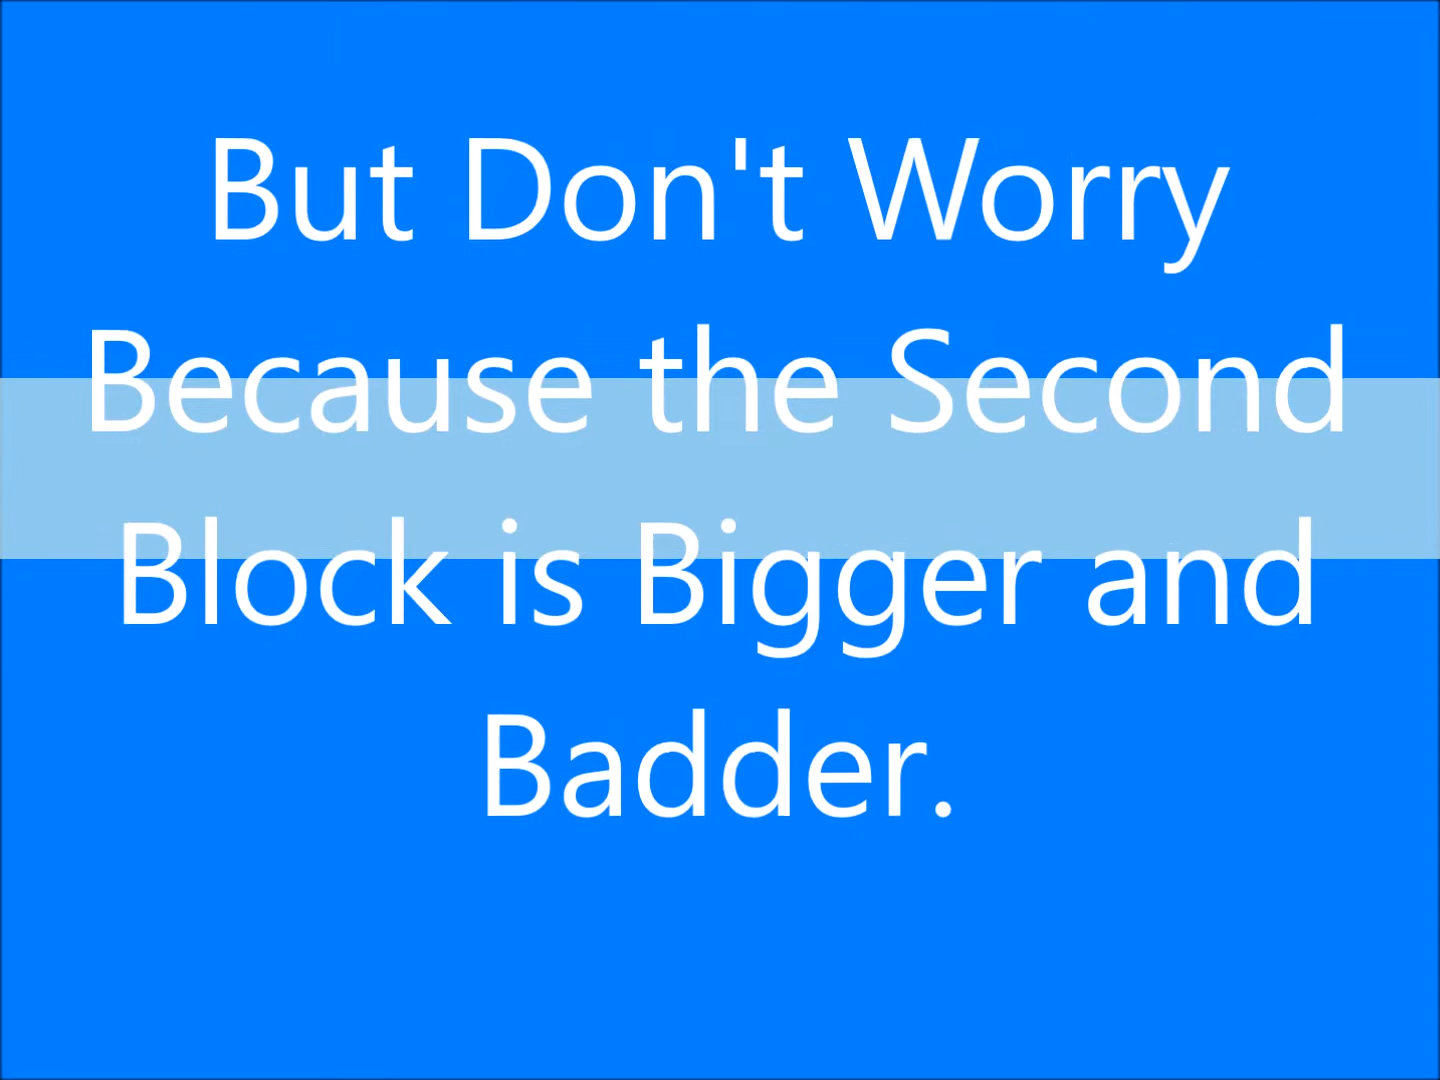 But Don't Worry
Because the Second
Block is Bigger and
Badder.